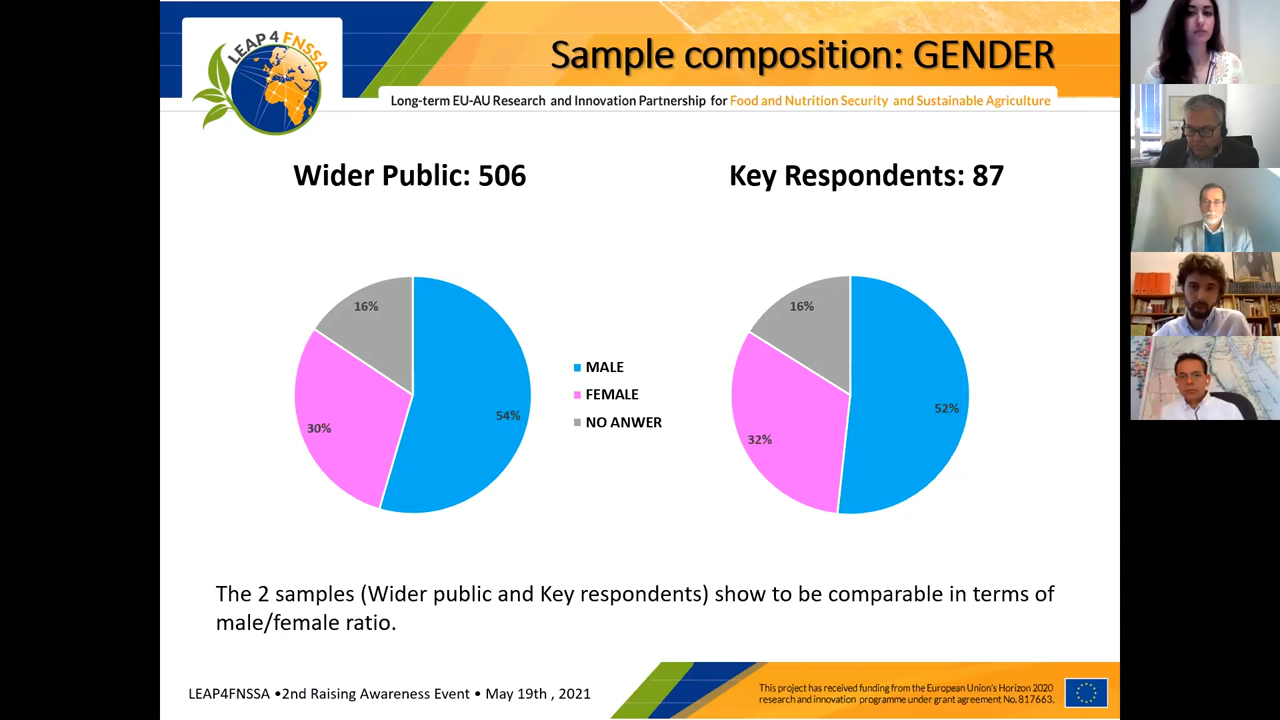 LEAP 4 FNSSA
Sample composition: GENDER
Long-term EU-AU Research and Innovation Partnership for Food and Nutrition Security and Sustainable Agriculture
Wider Public: 506
Key Respondents: 87
16%
30%
54%
MALE
FEMALE
NO ANWER
16%
32%
52%
The 2 samples (Wider public and Key respondents) show to be comparable in terms of
male/female ratio.
LEAP4FNSSA •2nd Raising Awareness Event • May 19th , 2021
This project has received funding from the European Union's Horizon 2020
research and innovation programme under grant agreement No. 817663.